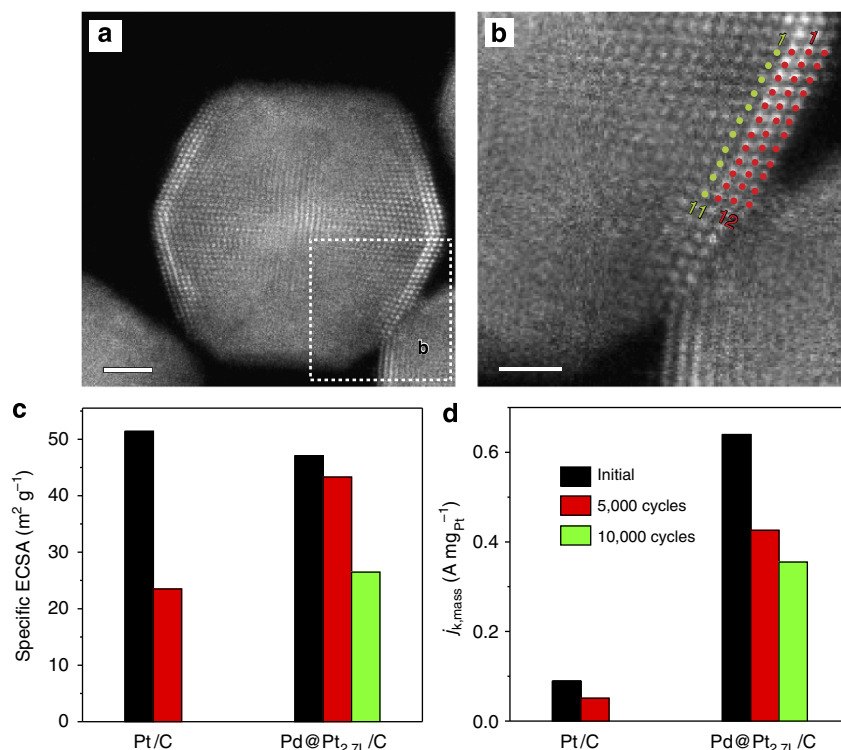 a
b
b
1
1
11
12
c
Specific ECSA (m² g⁻¹)
50
40
30
20
10
0
Pt/C
Pd@Pt₂.₇L/C
d
jk,mass (A mgPt⁻¹)
0.6
0.4
0.2
0.0
Initial
5,000 cycles
10,000 cycles
Pt/C
Pd@Pt₂.₇L/C